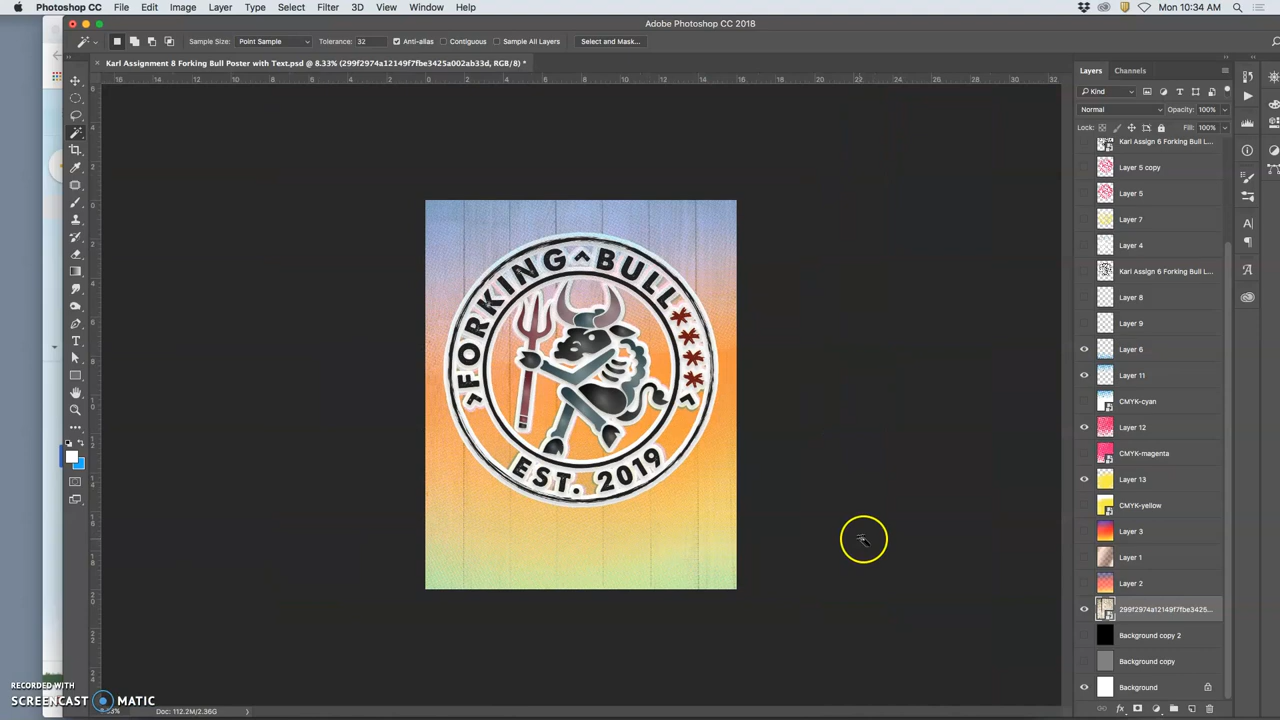 Photoshop CC File Edit Image Layer Type Select Filter 3D View Window Help Mon 10:34 AM
Adobe Photoshop CC 2018
Sample Size: Point Sample Tolerance: 32 Anti-alias Contiguous Sample All Layers Select and Mask...
Karl Assignment 8 Forking Bull Poster with Text.psd @ 8.33% (299f2974a12149f7fbe3425a002ab33d, RGB/8) *
Layers Channels
Kind
Normal Opacity: 100%
Lock: Fill: 100%
Karl Assign 6 Forking Bull L...
Layer 5 copy
Layer 5
Layer 7
Layer 4
Karl Assign 6 Forking Bull L...
Layer 8
Layer 9
Layer 6
Layer 11
CMYK-cyan
Layer 12
CMYK-magenta
Layer 13
CMYK-yellow
Layer 3
Layer 1
Layer 2
299f2974a12149f7fbe3425...
Background copy 2
Background copy
Background
FORKING BULL
EST. 2019
RECORDED WITH
SCREENCAST MATIC
Doc: 112.2M/2.36G